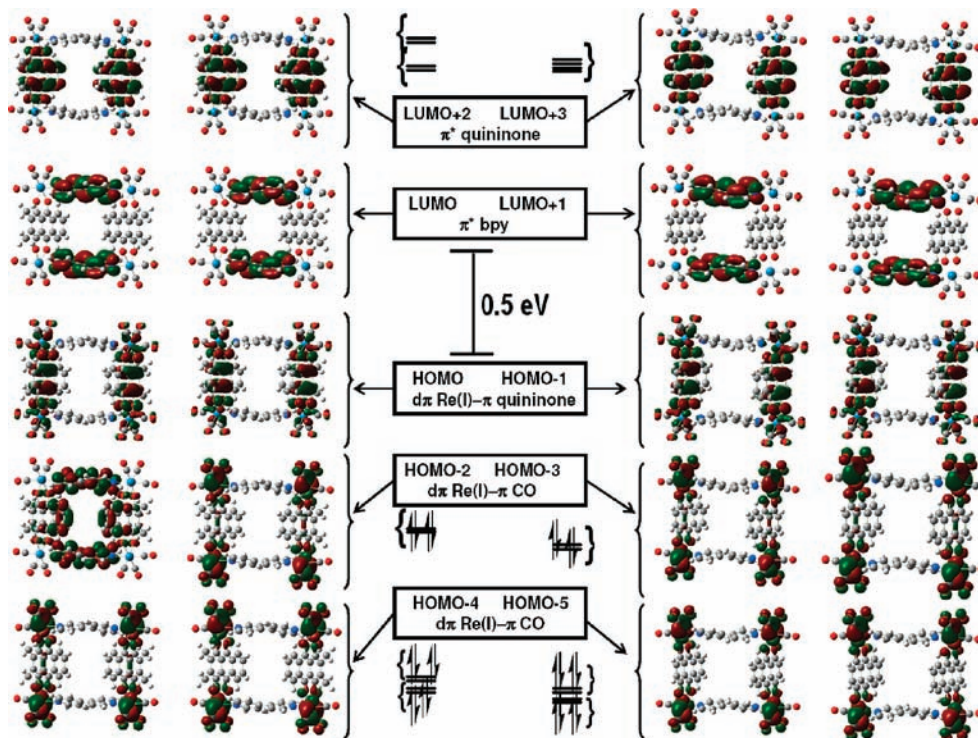 LUMO+2 LUMO+3
π* quininone
LUMO LUMO+1
π* bpy
0.5 eV
HOMO HOMO-1
dπ Re(I)–π quininone
HOMO-2 HOMO-3
dπ Re(I)–π CO
HOMO-4 HOMO-5
dπ Re(I)–π CO